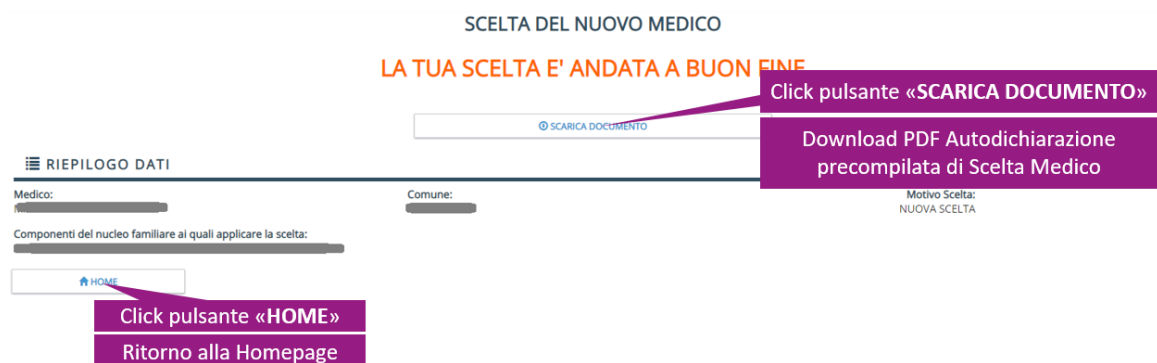 SCELTA DEL NUOVO MEDICO
LA TUA SCELTA E' ANDATA A BUON FINE
Click pulsante «SCARICA DOCUMENTO»
SCARICA DOCUMENTO
Download PDF Autodichiarazione
precompilata di Scelta Medico
RIEPILOGO DATI
Medico:
Comune:
Motivo Scelta:
NUOVA SCELTA
Componenti del nucleo familiare ai quali applicare la scelta:
HOME
Click pulsante «HOME»
Ritorno alla Homepage